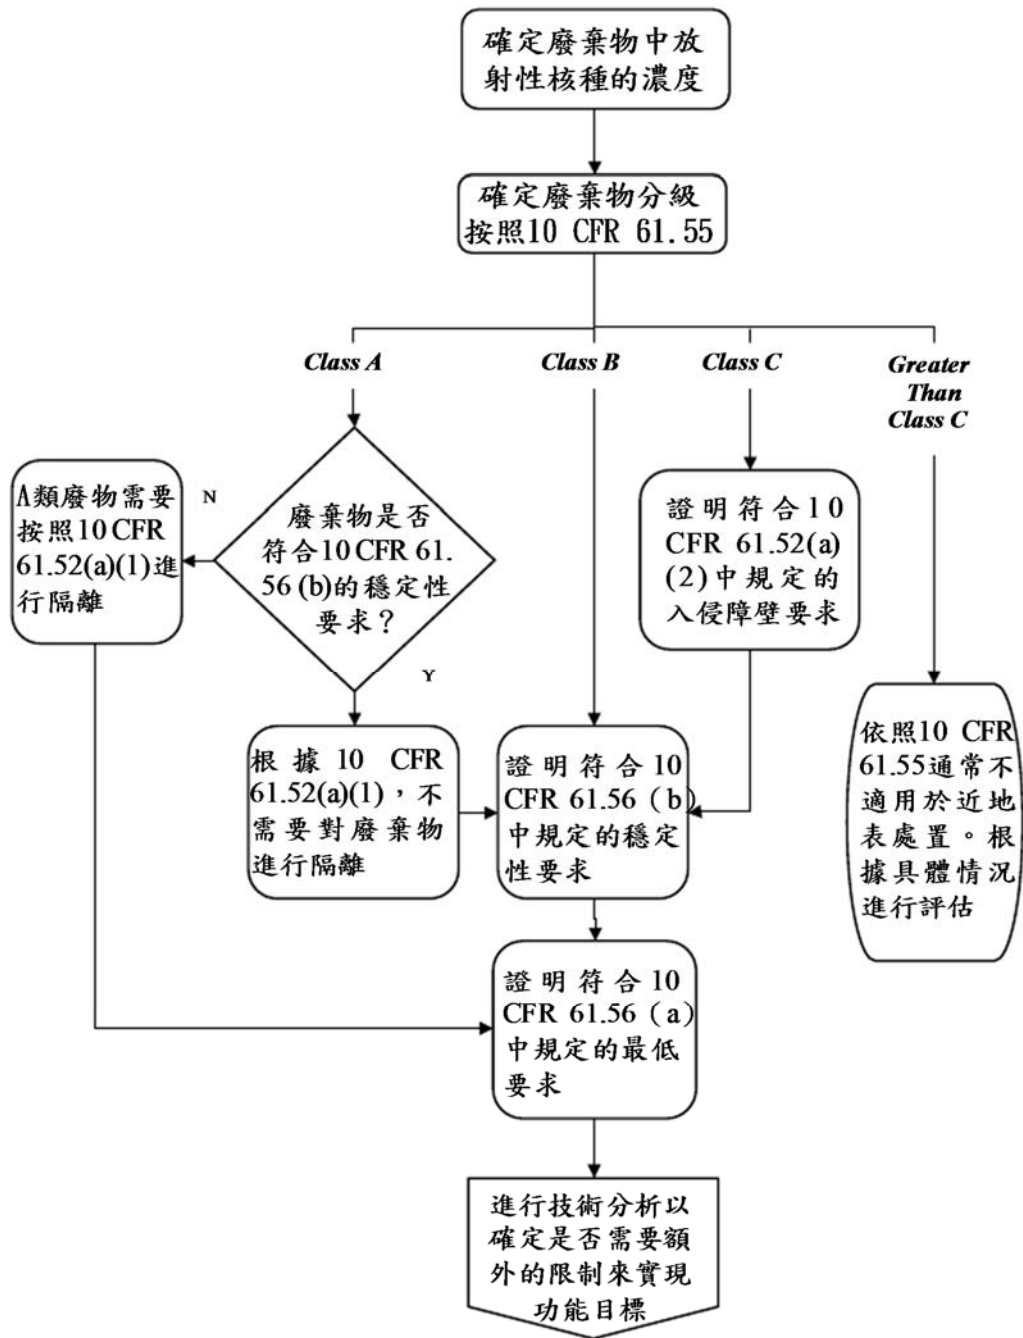 確定廢棄物中放
射性核種的濃度
確定廢棄物分級
按照10 CFR 61.55
Class A
Class B
Class C
Greater
Than
Class C
A類廢物需要
按照10 CFR
61.52(a)(1)進
行隔離
N
廢棄物是否
符合10 CFR 61.
56 (b)的穩定性
要求？
Y
證明符合10
CFR 61.52(a)
(2)中規定的
入侵障壁要求
根據 10 CFR
61.52(a)(1)，不
需要對廢棄物
進行隔離
證明符合10
CFR 61.56（b）
中規定的穩定
性要求
依照10 CFR
61.55通常不
適用於近地
表處置。根
據具體情況
進行評估
證明符合10
CFR 61.56（a）
中規定的最低
要求
進行技術分析以
確定是否需要額
外的限制來實現
功能目標